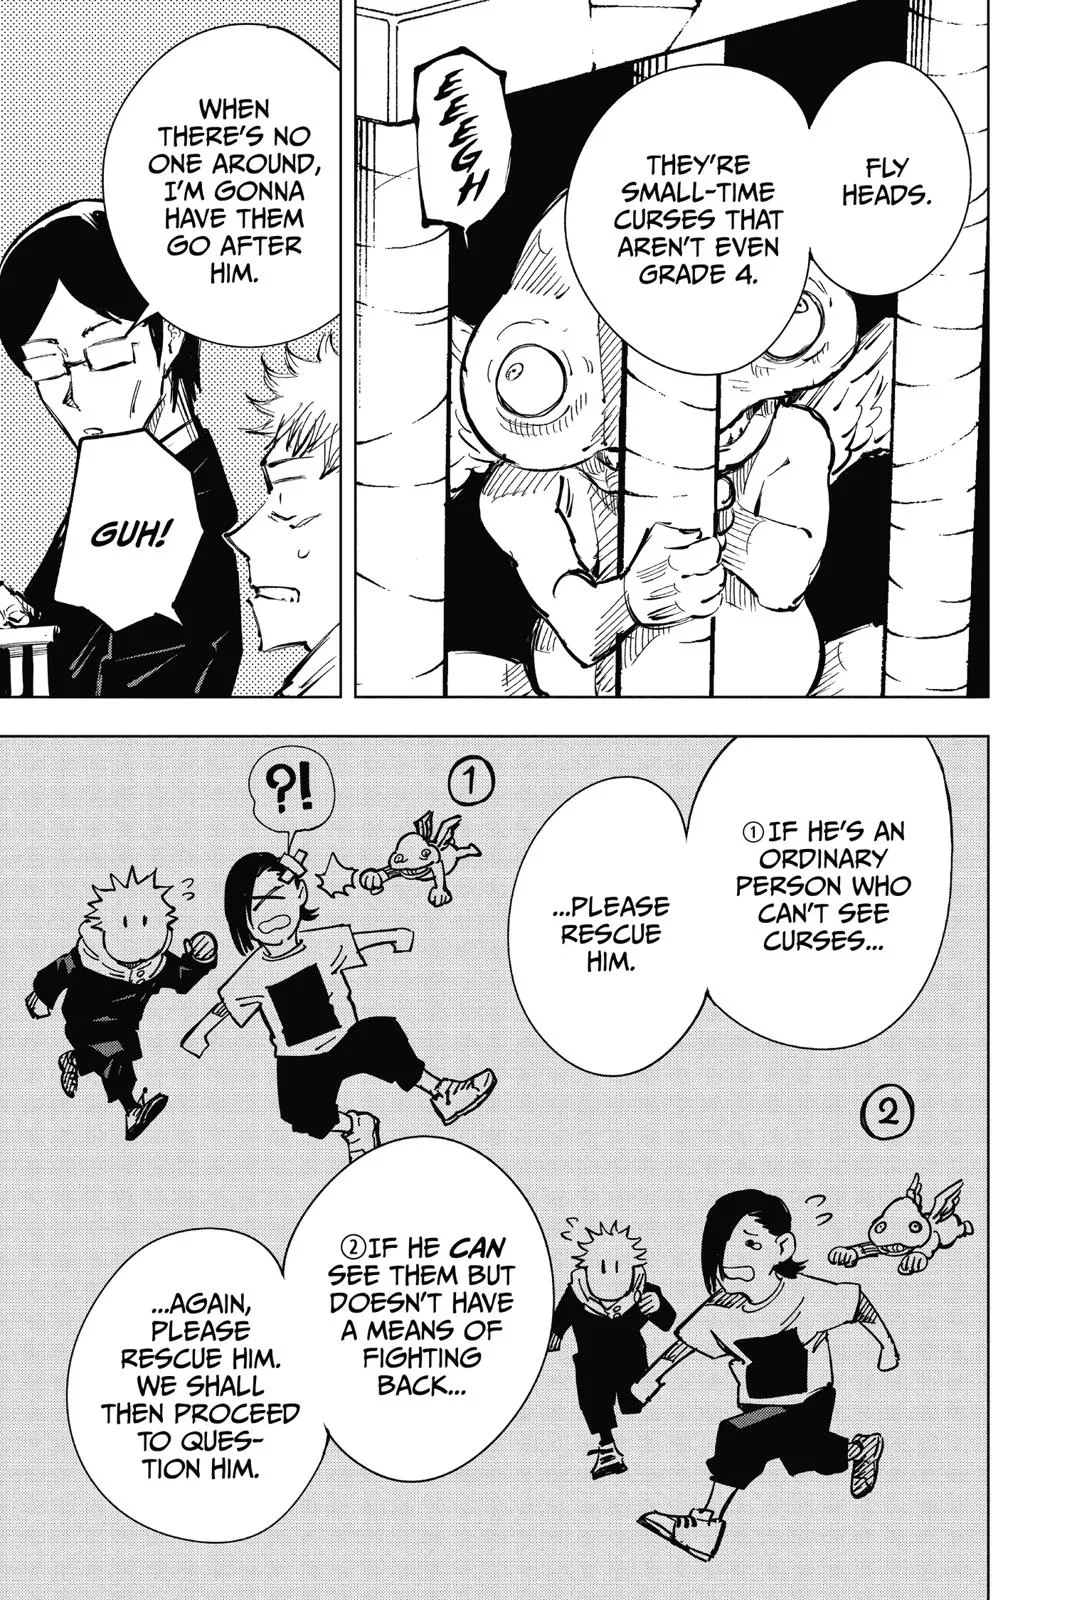 FLY
HEADS.
THEY'RE
SMALL-TIME
CURSES THAT
AREN'T EVEN
GRADE 4.
EEEEGH
WHEN
THERE'S NO
ONE AROUND,
I'M GONNA
HAVE THEM
GO AFTER
HIM.
GUH!
①IF HE'S AN
ORDINARY
PERSON WHO
CAN'T SEE
CURSES...
...PLEASE
RESCUE
HIM.
①
?!
②
②IF HE CAN
SEE THEM BUT
DOESN'T HAVE
A MEANS OF
FIGHTING
BACK...
...AGAIN,
PLEASE
RESCUE HIM.
WE SHALL
THEN PROCEED
TO QUES-
TION HIM.